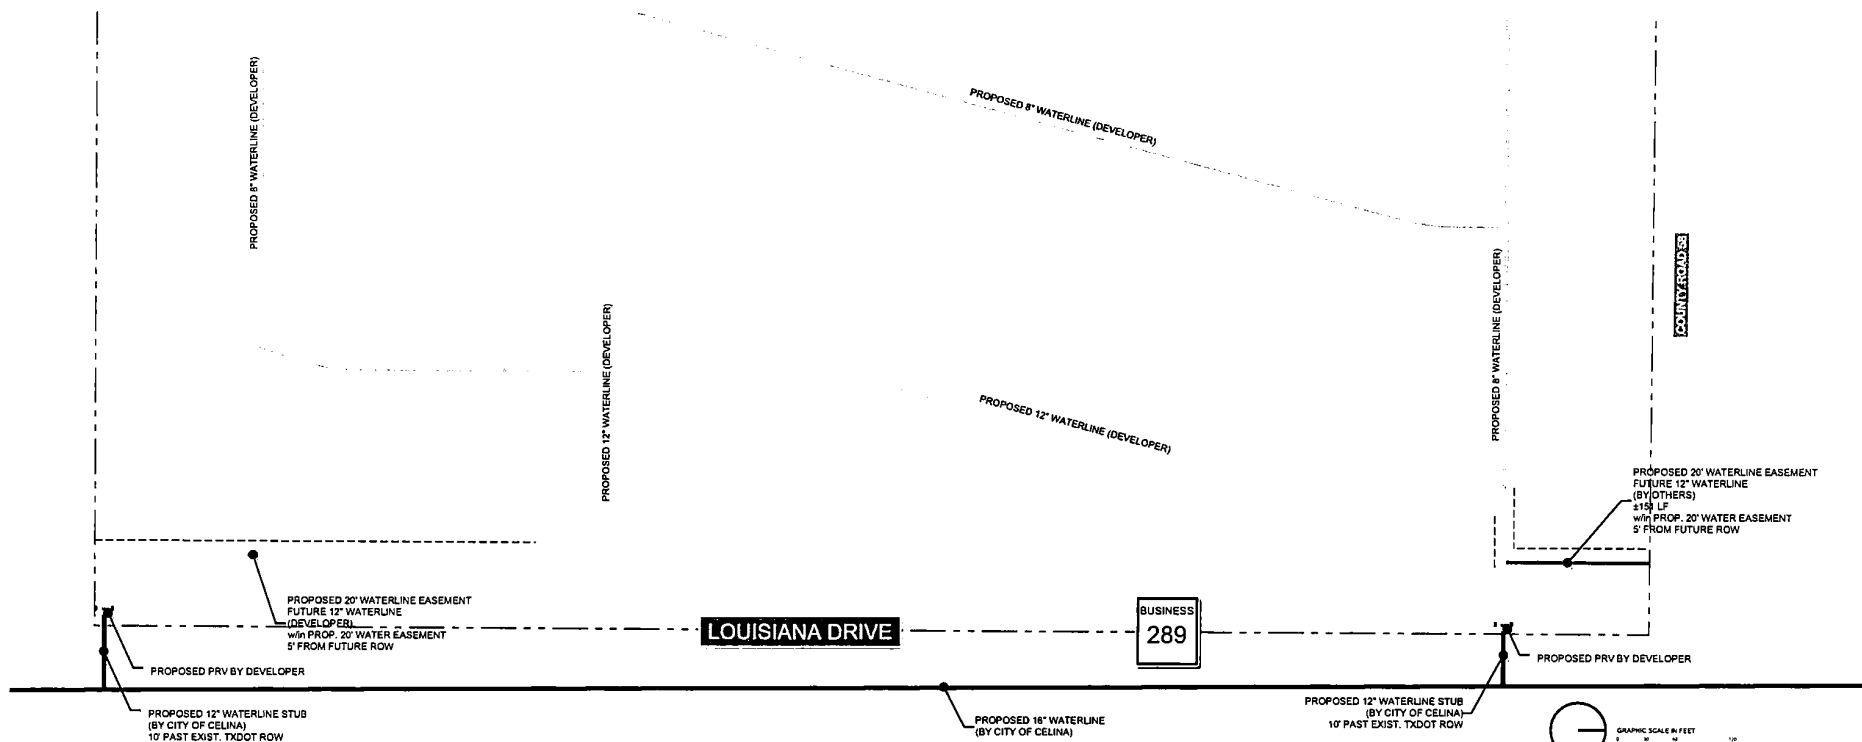 PROPOSED 8" WATERLINE (DEVELOPER)
PROPOSED 8" WATERLINE (DEVELOPER)
PROPOSED 8" WATERLINE (DEVELOPER)
COUNTY ROAD 58
PROPOSED 12" WATERLINE (DEVELOPER)
PROPOSED 12" WATERLINE (DEVELOPER)
PROPOSED 20' WATERLINE EASEMENT
FUTURE 12" WATERLINE
(BY OTHERS)
±151 LF
w/in PROP. 20' WATER EASEMENT
5' FROM FUTURE ROW
PROPOSED 20' WATERLINE EASEMENT
FUTURE 12" WATERLINE
(DEVELOPER)
w/in PROP. 20' WATER EASEMENT
5' FROM FUTURE ROW
LOUISIANA DRIVE
BUSINESS
289
PROPOSED PRV BY DEVELOPER
PROPOSED PRV BY DEVELOPER
PROPOSED 12" WATERLINE STUB
(BY CITY OF CELINA)
10' PAST EXIST. TXDOT ROW
PROPOSED 16" WATERLINE
(BY CITY OF CELINA)
PROPOSED 12" WATERLINE STUB
(BY CITY OF CELINA)
10' PAST EXIST. TXDOT ROW
GRAPHIC SCALE IN FEET